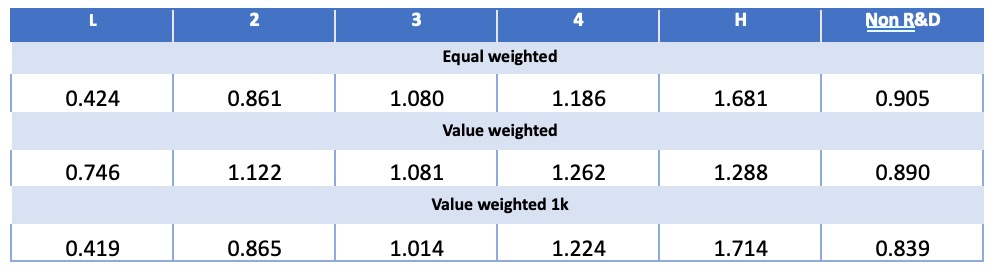 L 2 3 4 H Non R&D
Equal weighted
0.424 0.861 1.080 1.186 1.681 0.905
Value weighted
0.746 1.122 1.081 1.262 1.288 0.890
Value weighted 1k
0.419 0.865 1.014 1.224 1.714 0.839